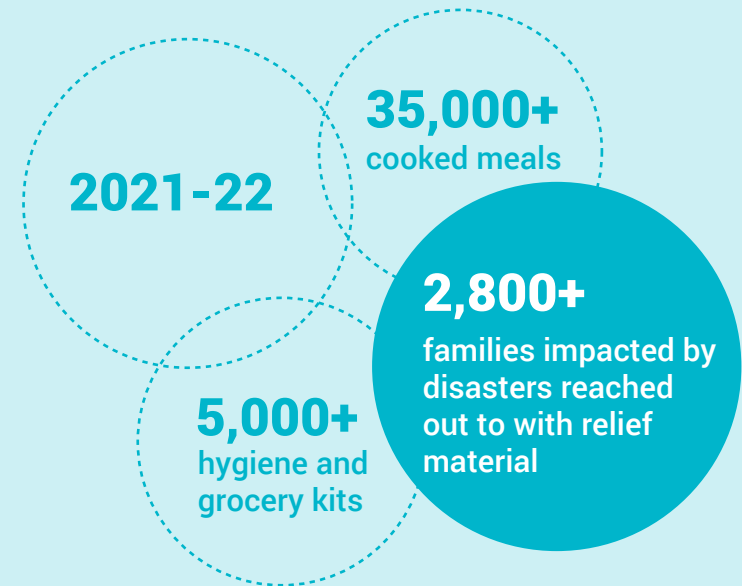 2021-22
35,000+
cooked meals
2,800+
families impacted by
disasters reached
out to with relief
material
5,000+
hygiene and
grocery kits